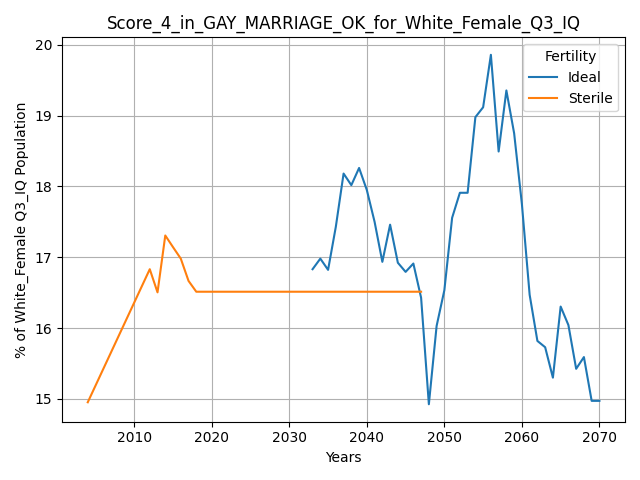 Score_4_in_GAY_MARRIAGE_OK_for_White_Female_Q3_IQ
Fertility
Ideal
Sterile
% of White_Female Q3_IQ Population
20
19
18
17
16
15
2010
2020
2030
2040
2050
2060
2070
Years